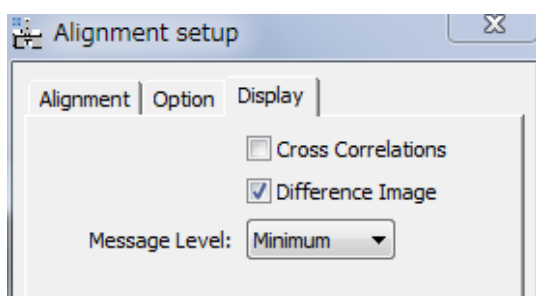 Alignment setup
Alignment Option Display
Cross Correlations
Difference Image
Message Level: Minimum